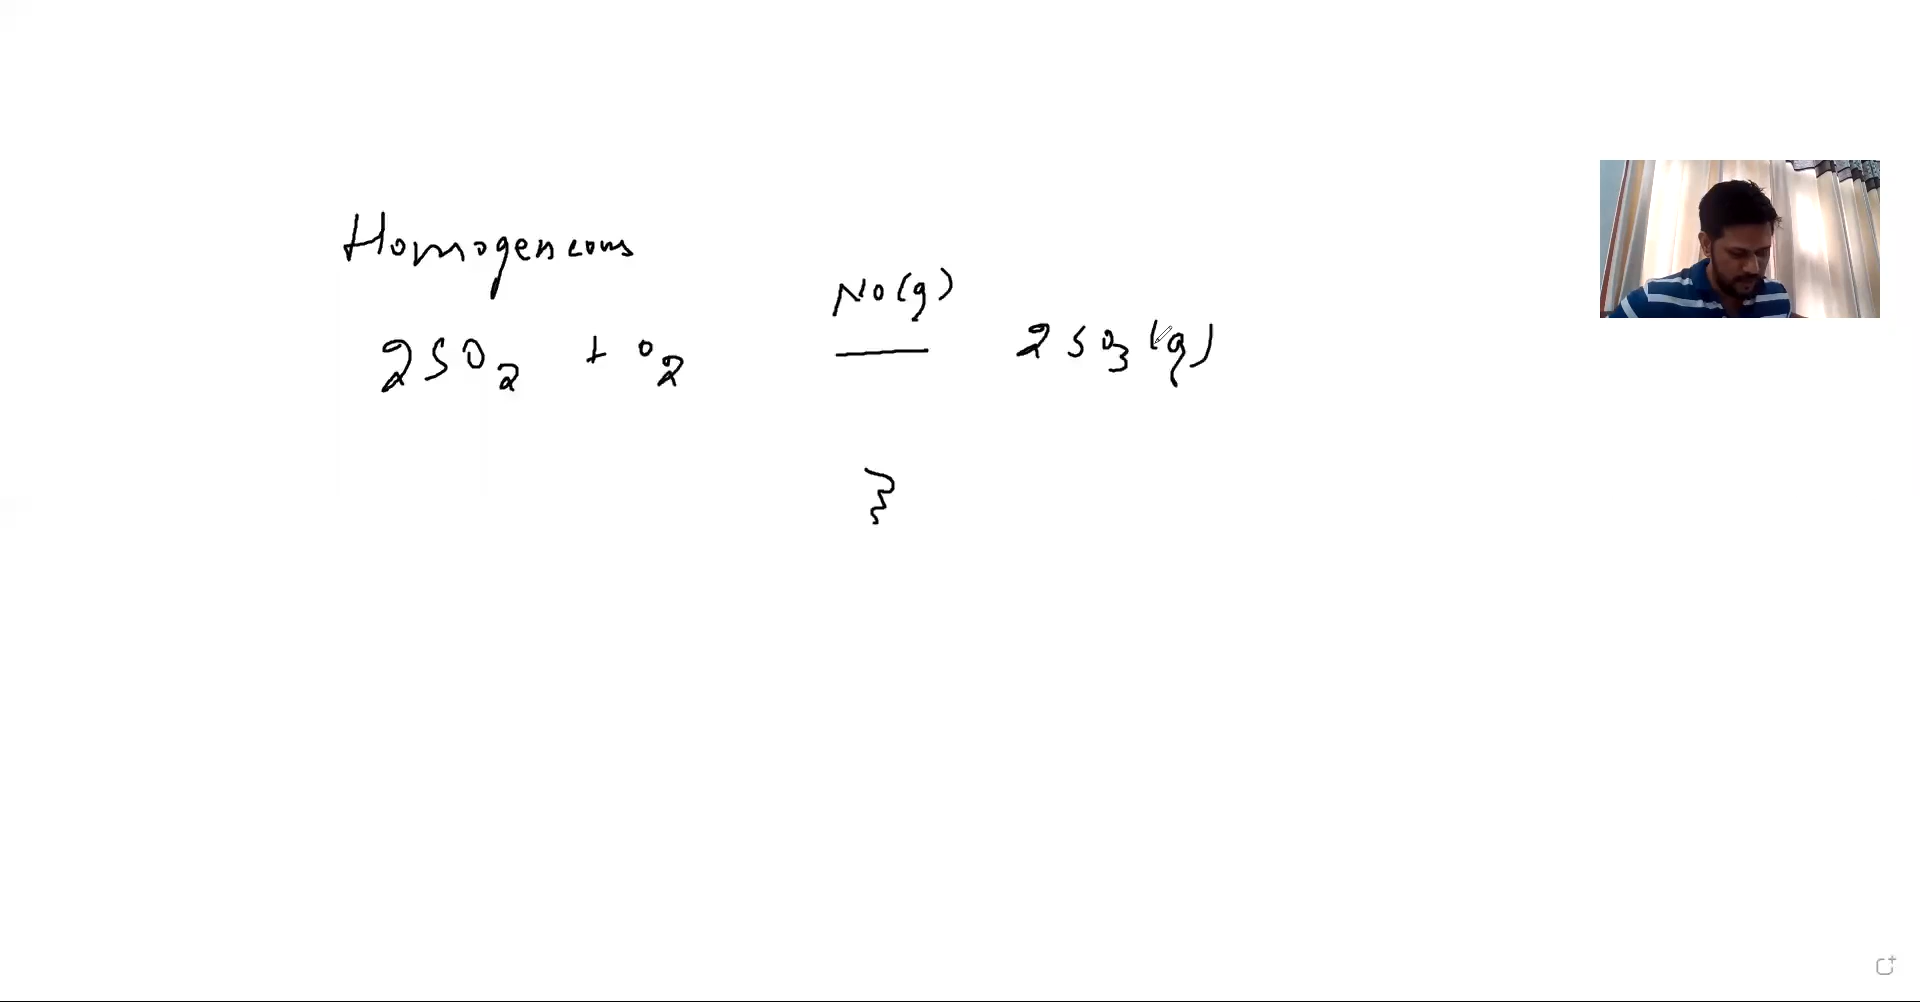 Homogeneous
NO(g)
2SO2 + O2 — 2SO3(g)